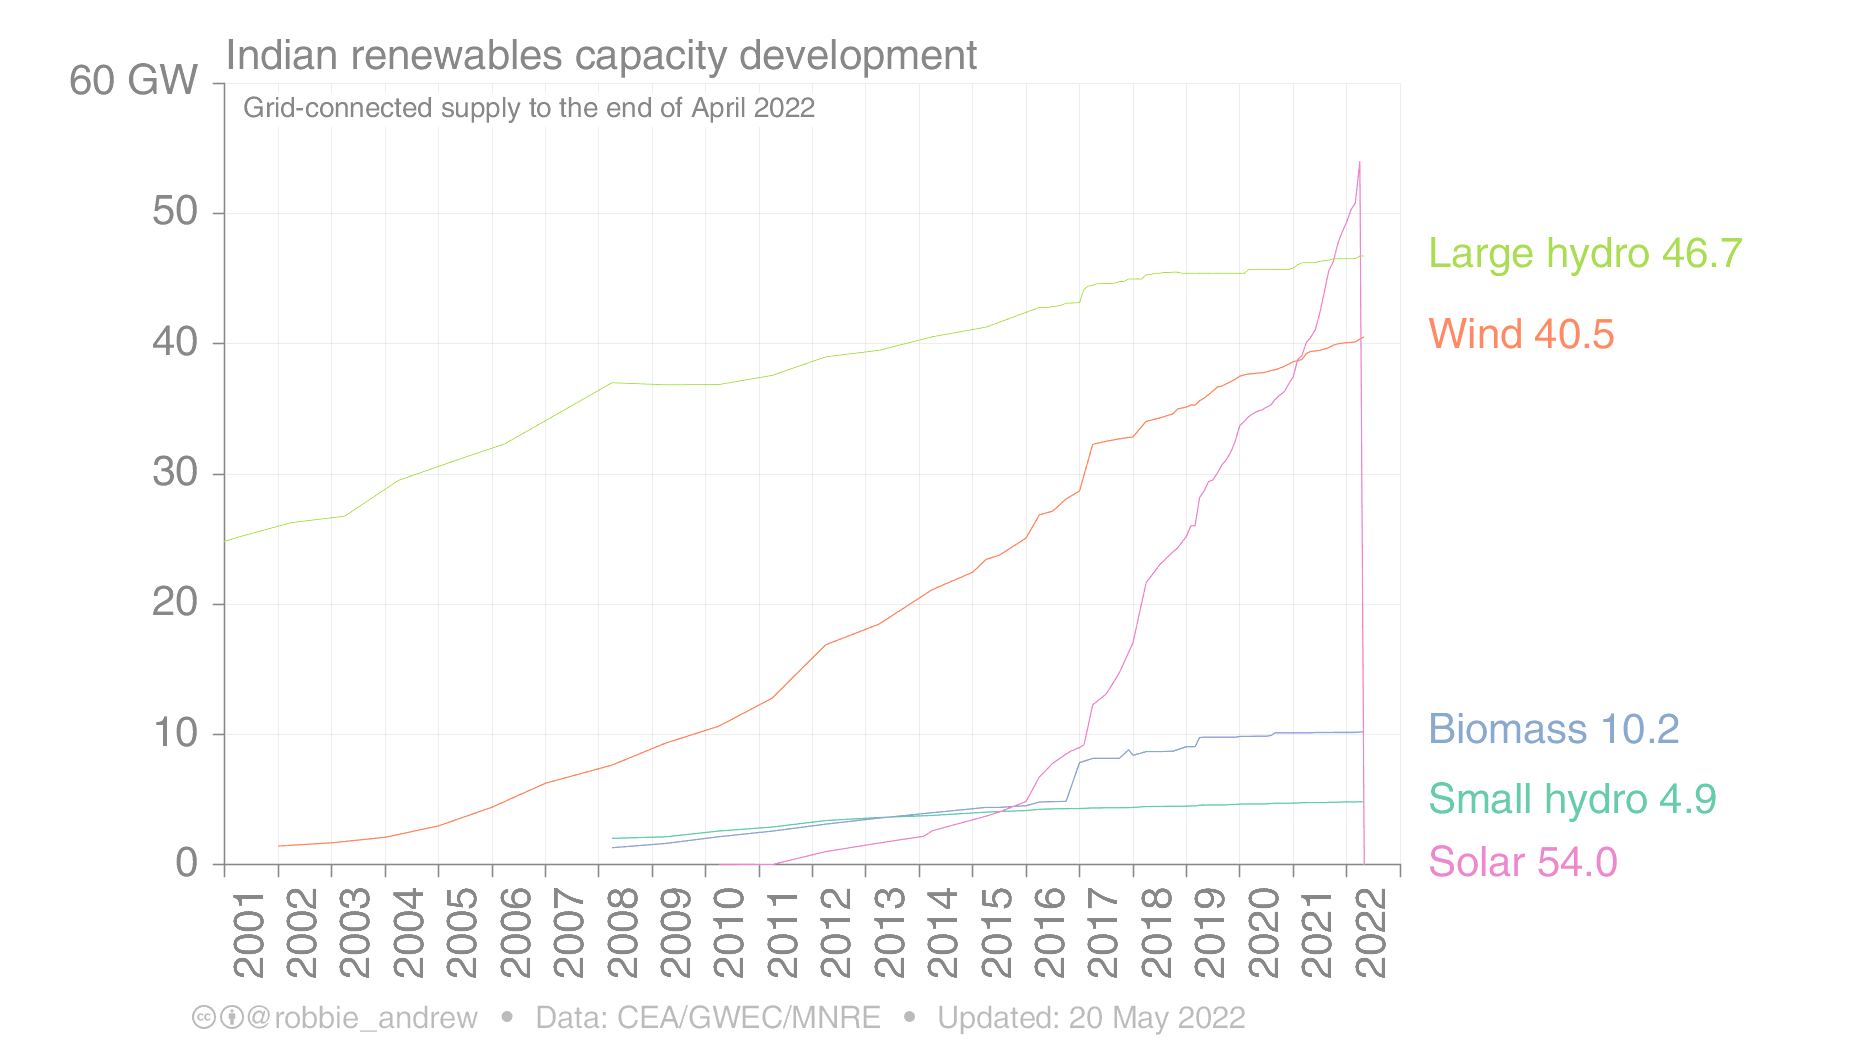 Indian renewables capacity development
60 GW
Grid-connected supply to the end of April 2022
50
40
30
20
10
0
Large hydro 46.7
Wind 40.5
Biomass 10.2
Small hydro 4.9
Solar 54.0
2001 2002 2003 2004 2005 2006 2007 2008 2009 2010 2011 2012 2013 2014 2015 2016 2017 2018 2019 2020 2021 2022
cc @robbie_andrew • Data: CEA/GWEC/MNRE • Updated: 20 May 2022